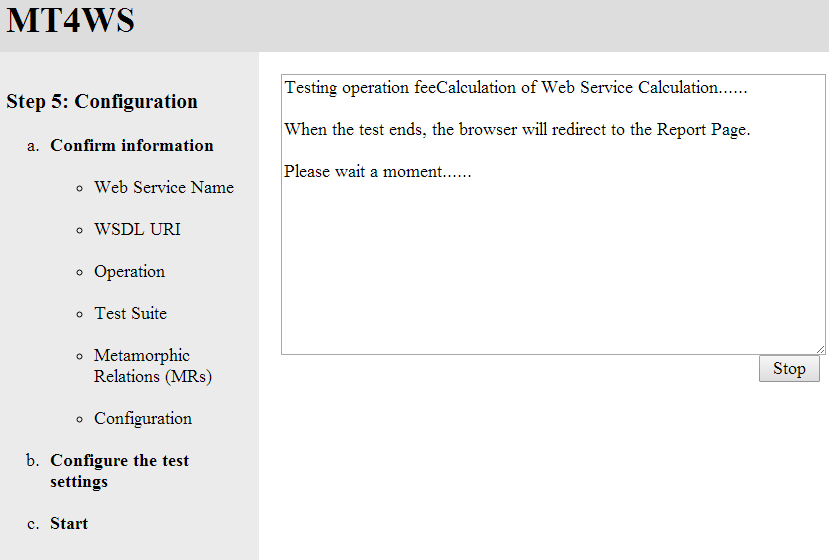 MT4WS
Step 5: Configuration
a. Confirm information
Web Service Name
WSDL URI
Operation
Test Suite
Metamorphic
Relations (MRs)
Configuration
b. Configure the test
settings
c. Start
Testing operation feeCalculation of Web Service Calculation......
When the test ends, the browser will redirect to the Report Page.
Please wait a moment......
Stop